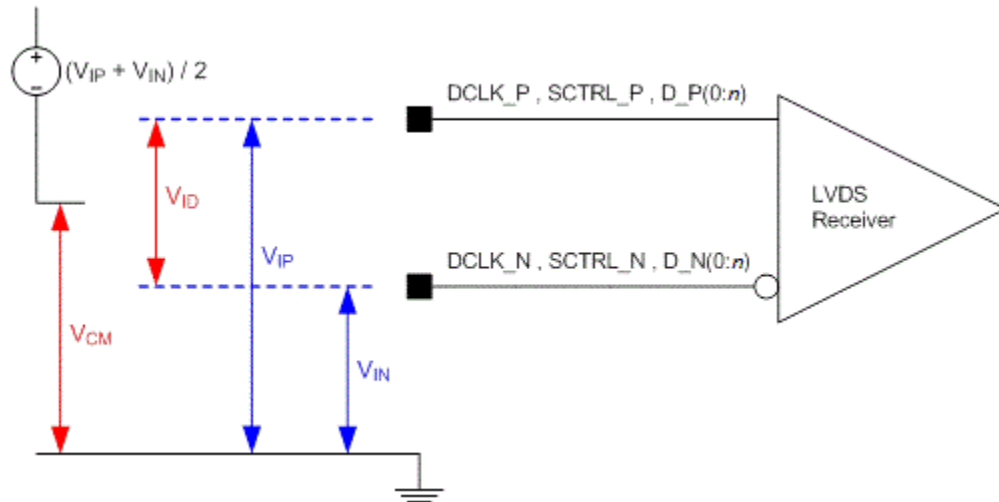 +
−
(VIP + VIN) / 2
DCLK_P , SCTRL_P , D_P(0:n)
VID
LVDS
Receiver
VIP
DCLK_N , SCTRL_N , D_N(0:n)
VCM
VIN